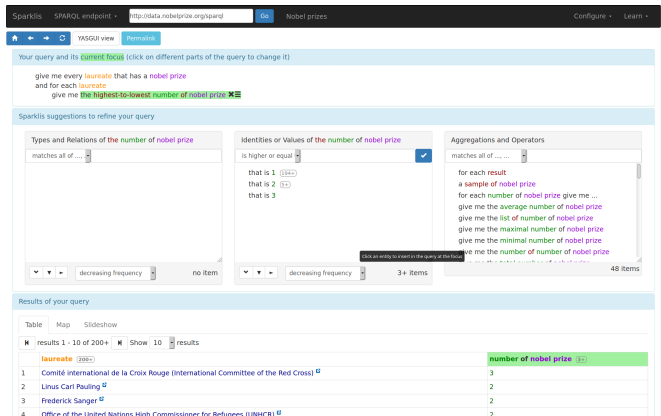 Sparklis SPARQL endpoint http://data.nobelprize.org/sparql Go Nobel prizes Configure Learn
YASGUI view Permalink
Your query and its current focus (click on different parts of the query to change it)
give me every laureate that has a nobel prize
and for each laureate
give me the highest-to-lowest number of nobel prize
Sparklis suggestions to refine your query
Types and Relations of the number of nobel prize
matches all of ...
decreasing frequency no item
Identities or Values of the number of nobel prize
is higher or equal
that is 1 194+
that is 2 5+
that is 3
Click an entity to insert in the query at the focus
decreasing frequency 3+ items
Aggregations and Operators
matches all of ...
for each result
a sample of nobel prize
for each number of nobel prize give me ...
give me the average number of nobel prize
give me the list of number of nobel prize
give me the maximal number of nobel prize
give me the minimal number of nobel prize
give me the number of number of nobel prize
give me the total number of nobel prize
48 items
Results of your query
Table Map Slideshow
results 1 - 10 of 200+ Show 10 results
laureate 200+ number of nobel prize 3+
1 Comité international de la Croix Rouge (International Committee of the Red Cross) 3
2 Linus Carl Pauling 2
3 Frederick Sanger 2
4 Office of the United Nations High Commissioner for Refugees (UNHCR) 2